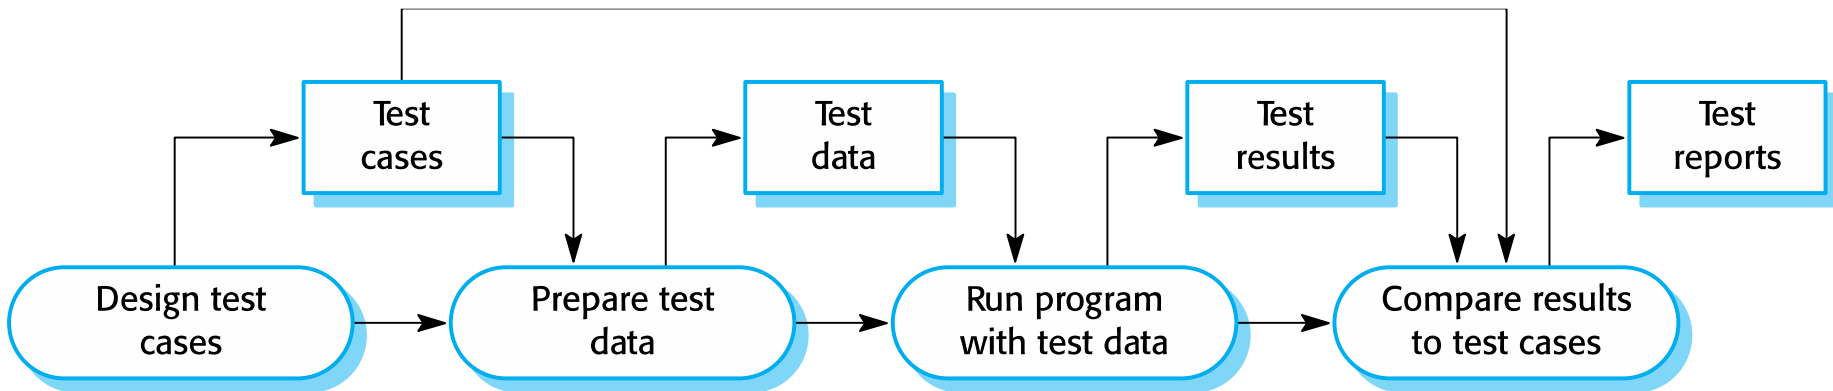 Test
cases
Test
data
Test
results
Test
reports
Design test
cases
Prepare test
data
Run program
with test data
Compare results
to test cases